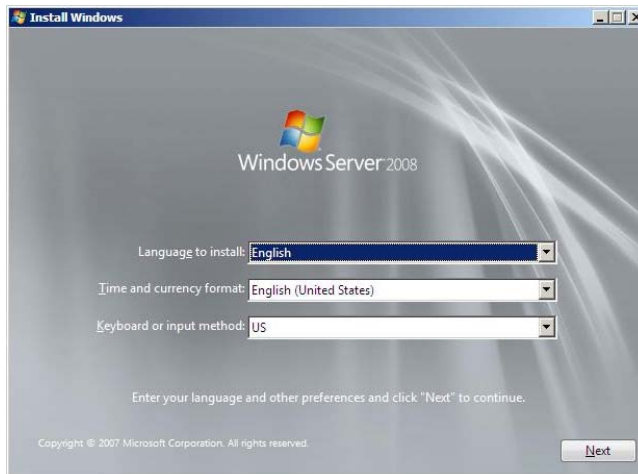 Install Windows
Windows Server 2008
Language to install: English
Time and currency format: English (United States)
Keyboard or input method: US
Enter your language and other preferences and click "Next" to continue.
Copyright © 2007 Microsoft Corporation. All rights reserved.
Next